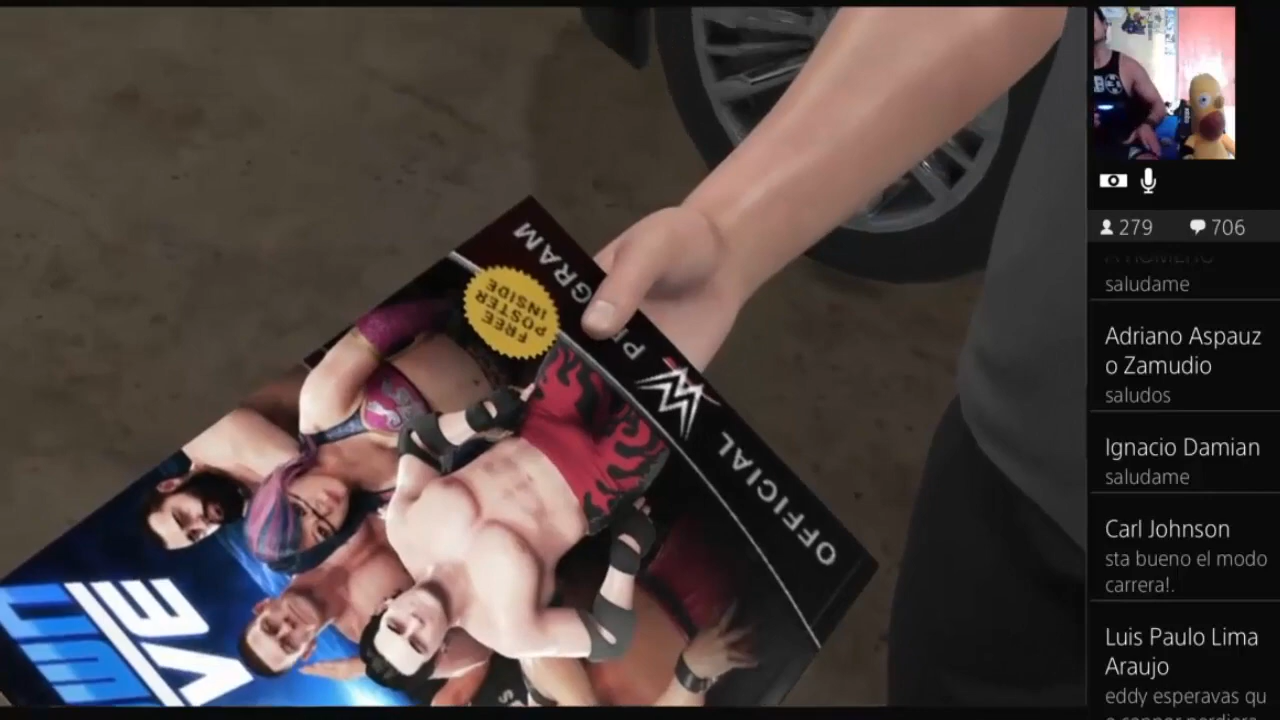 279 706
saludame
Adriano Aspauz
o Zamudio
saludos
Ignacio Damian
saludame
Carl Johnson
sta bueno el modo
carrera!.
Luis Paulo Lima
Araujo
eddy esperavas qu
OFFICIAL
FREE
POSTER
INSIDE